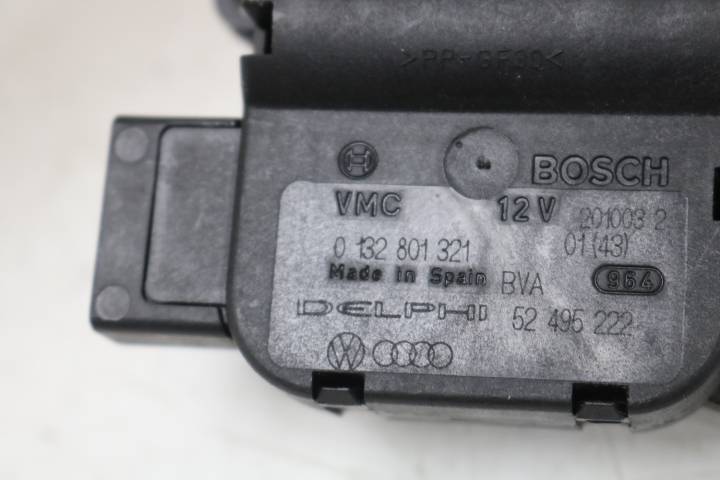 >PP-GF30<
BOSCH
VMC 12 V 201003 2
0 132 801 321 01(43)
Made in Spain BVA 964
DELPHI 52 495 222